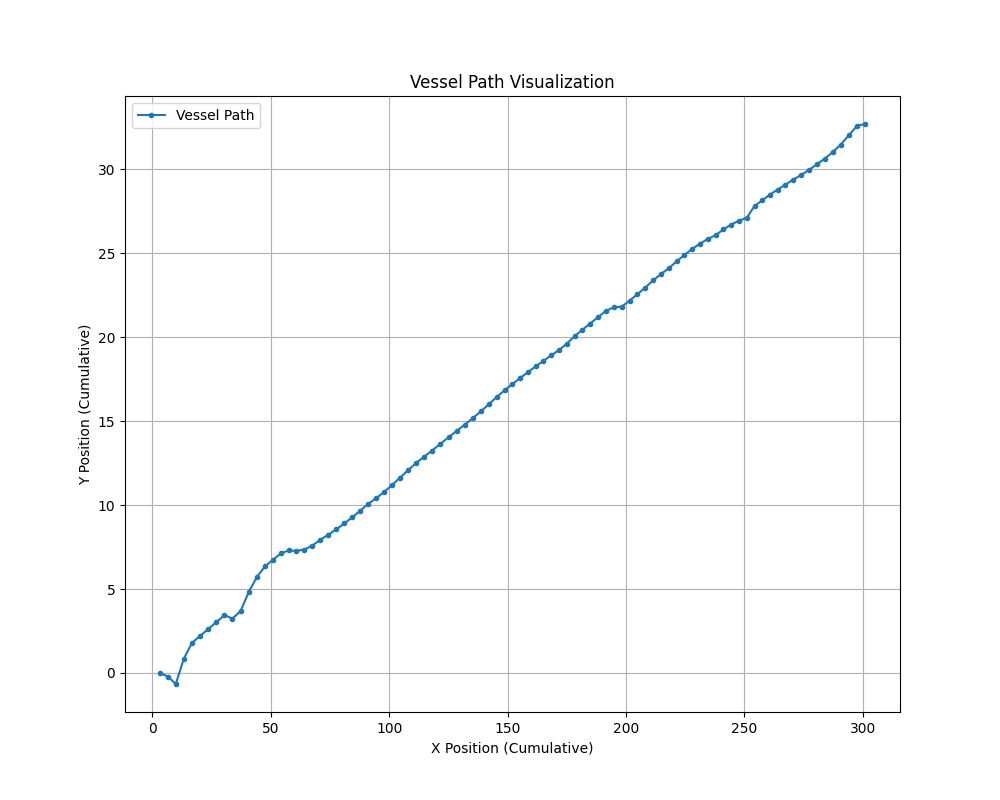 Vessel Path Visualization
Vessel Path
Y Position (Cumulative)
30
25
20
15
10
5
0
0 50 100 150 200 250 300
X Position (Cumulative)